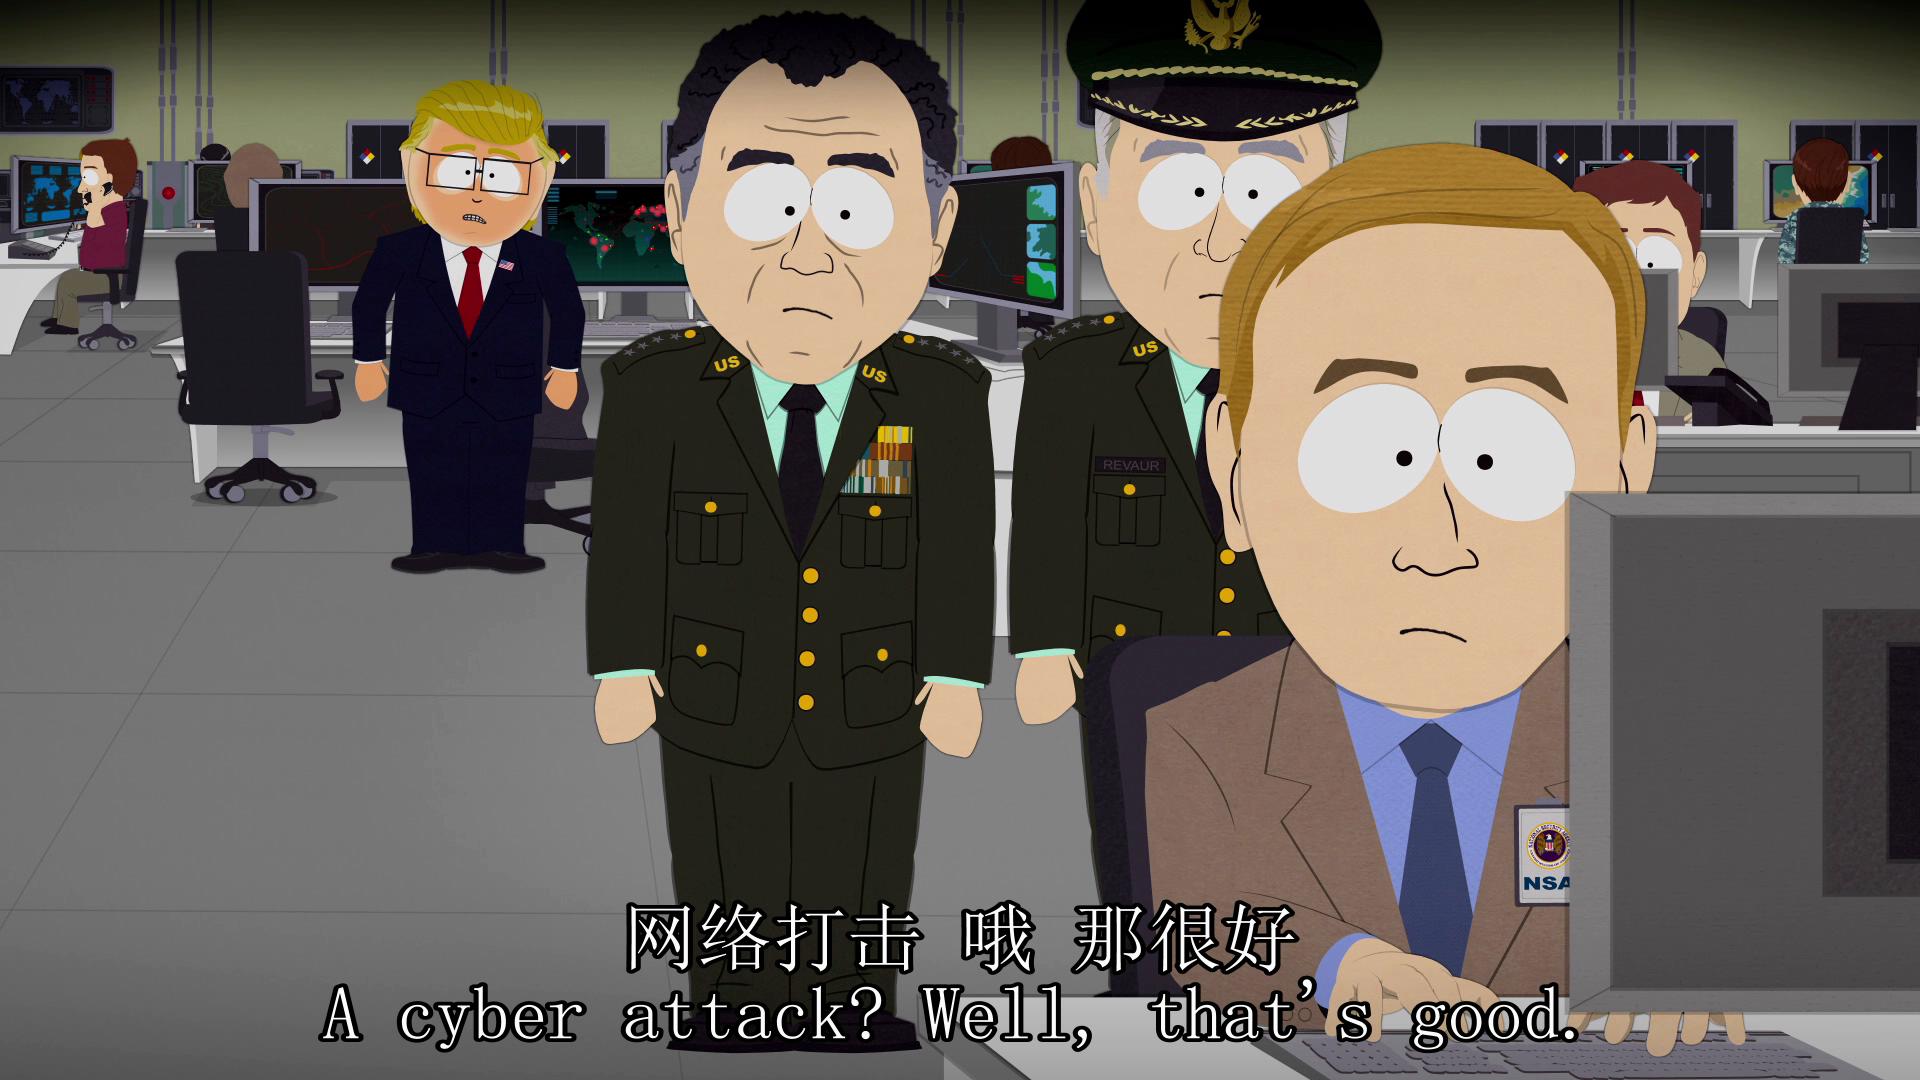 US
US
US
REVAUR
NSA
网络打击 哦 那很好
A cyber attack? Well, that's good.